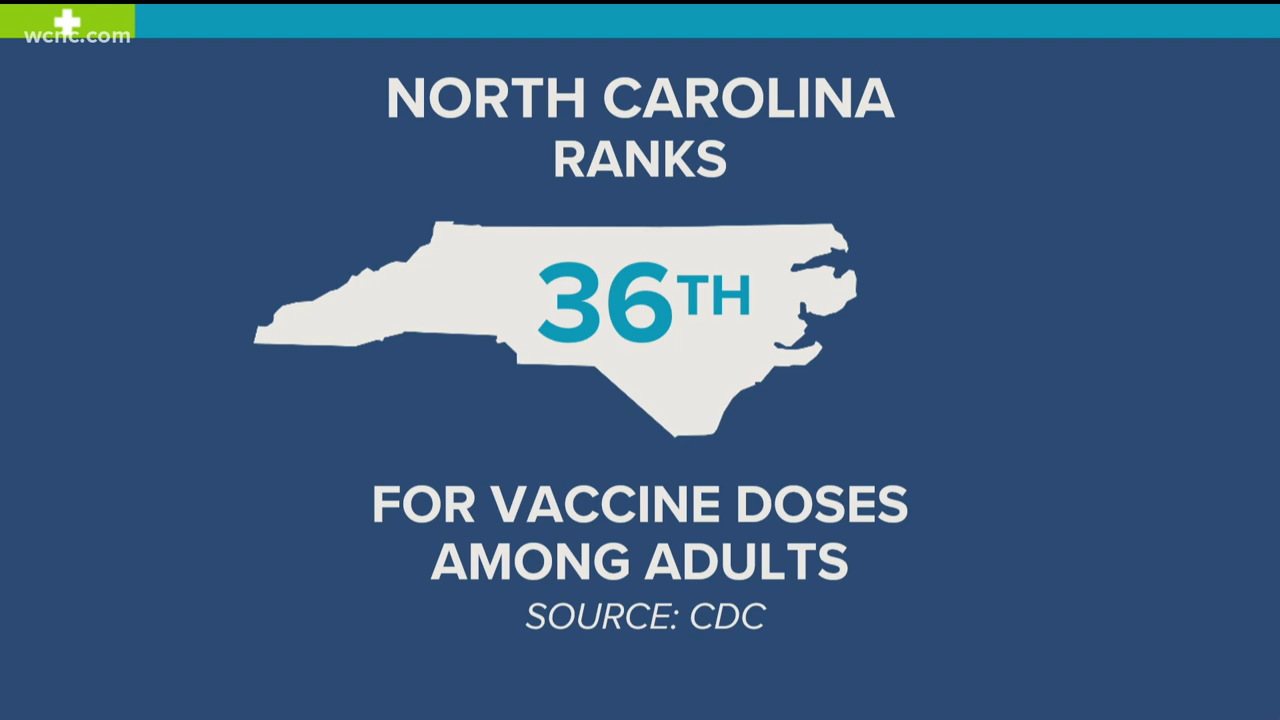 wcnc.com
NORTH CAROLINA
RANKS
36TH
FOR VACCINE DOSES
AMONG ADULTS
SOURCE: CDC